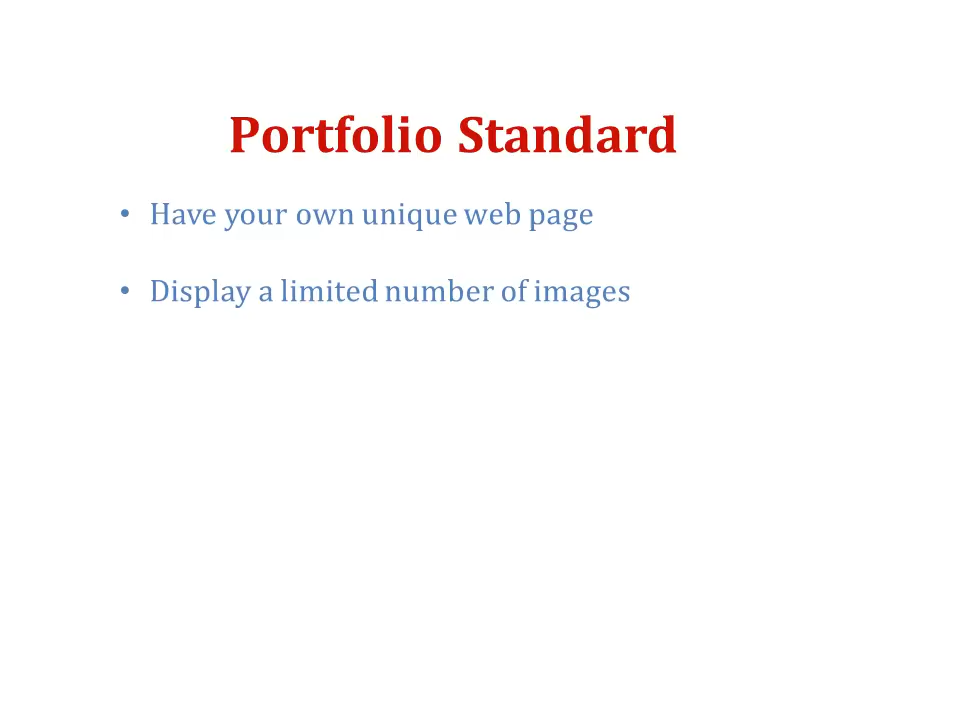 Portfolio Standard
• Have your own unique web page
• Display a limited number of images